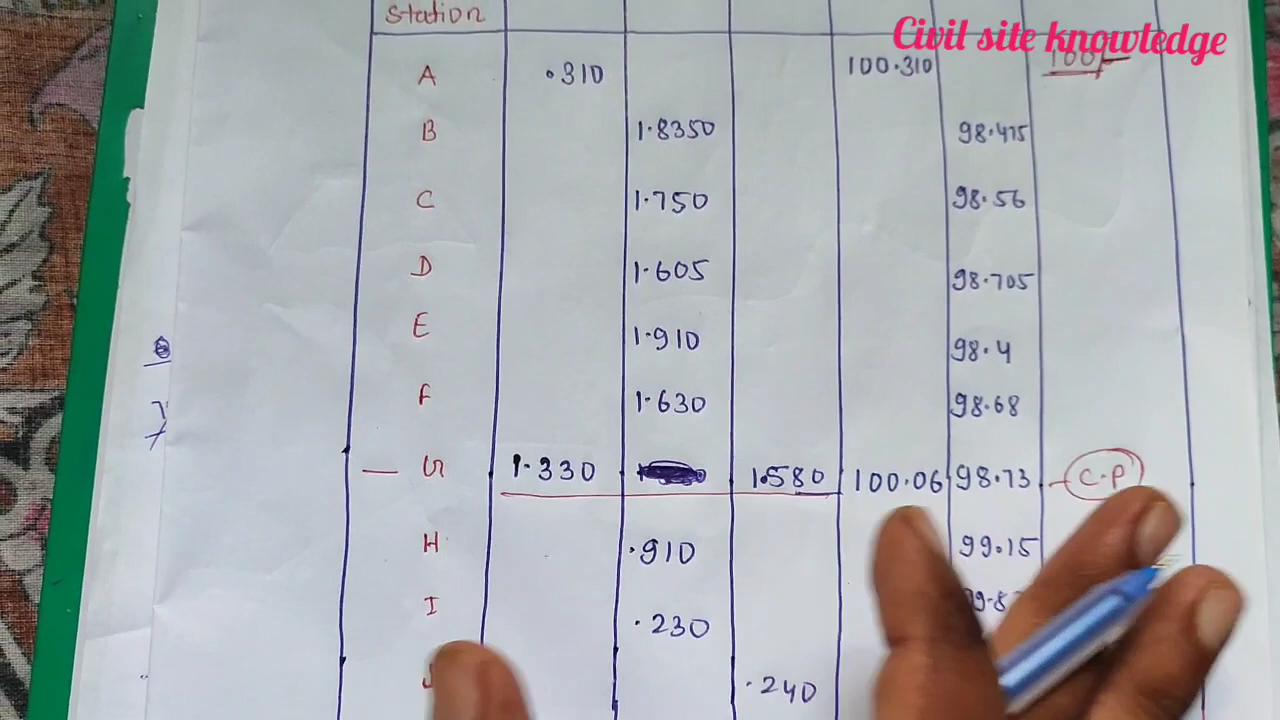 Station
Civil site knowledge
A .310 100.310 100
B 1.8350 98.475
C 1.750 98.56
D 1.605 98.705
E 1.910 98.4
F 1.630 98.68
G 1.330 1.580 100.06 98.73 C.P
H .910 99.15
I .230
J .240